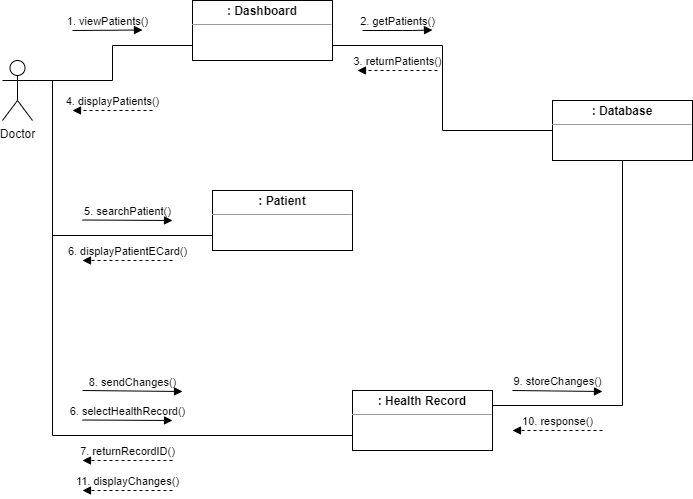 : Dashboard
1. viewPatients()
2. getPatients()
3. returnPatients()
4. displayPatients()
Doctor
: Database
: Patient
5. searchPatient()
6. displayPatientECard()
8. sendChanges()
9. storeChanges()
: Health Record
6. selectHealthRecord()
10. response()
7. returnRecordID()
11. displayChanges()